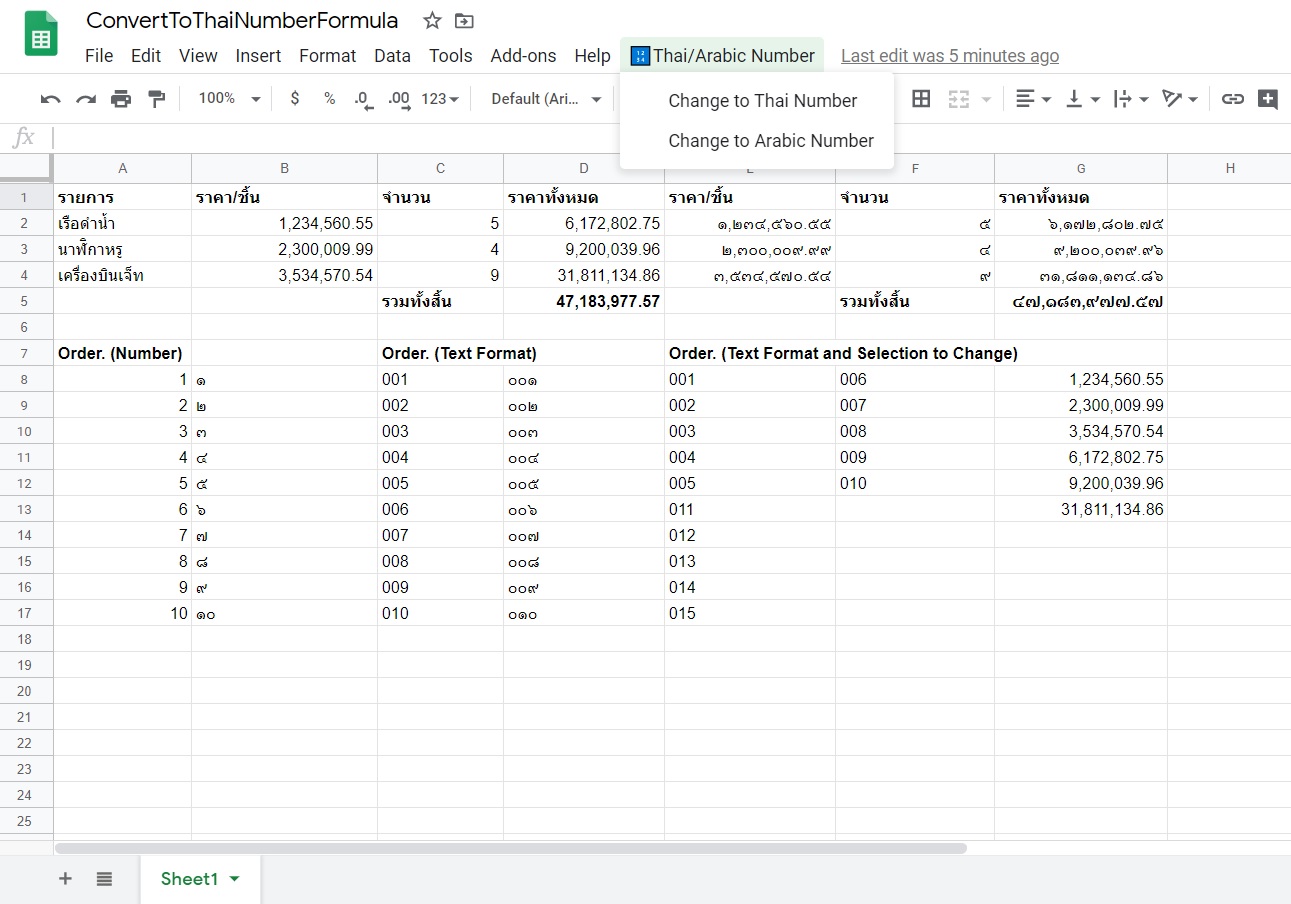 ConvertToThaiNumberFormula
File Edit View Insert Format Data Tools Add-ons Help Thai/Arabic Number Last edit was 5 minutes ago
100% $ % .0 .00 123 Default (Ari...
Change to Thai Number
Change to Arabic Number
fx
A B C D E F G H
1 รายการ ราคา/ชิ้น จำนวน ราคาทั้งหมด ราคา/ชิ้น จำนวน ราคาทั้งหมด
2 เรือดำน้ำ 1,234,560.55 5 6,172,802.75 ๑,๒๓๔,๕๖๐.๕๕ ๕ ๖,๑๗๒,๘๐๒.๗๕
3 นาฬิกาหรู 2,300,009.99 4 9,200,039.96 ๒,๓๐๐,๐๐๙.๙๙ ๔ ๙,๒๐๐,๐๓๙.๙๖
4 เครื่องบินเจ็ท 3,534,570.54 9 31,811,134.86 ๓,๕๓๔,๕๗๐.๕๔ ๙ ๓๑,๘๑๑,๑๓๔.๘๖
5 รวมทั้งสิ้น 47,183,977.57 รวมทั้งสิ้น ๔๗,๑๘๓,๙๗๗.๕๗
6
7 Order. (Number) Order. (Text Format) Order. (Text Format and Selection to Change)
8 1 ๑ 001 ๐๐๑ 001 006 1,234,560.55
9 2 ๒ 002 ๐๐๒ 002 007 2,300,009.99
10 3 ๓ 003 ๐๐๓ 003 008 3,534,570.54
11 4 ๔ 004 ๐๐๔ 004 009 6,172,802.75
12 5 ๕ 005 ๐๐๕ 005 010 9,200,039.96
13 6 ๖ 006 ๐๐๖ 011 31,811,134.86
14 7 ๗ 007 ๐๐๗ 012
15 8 ๘ 008 ๐๐๘ 013
16 9 ๙ 009 ๐๐๙ 014
17 10 ๑๐ 010 ๐๑๐ 015
18
19
20
21
22
23
24
25
Sheet1